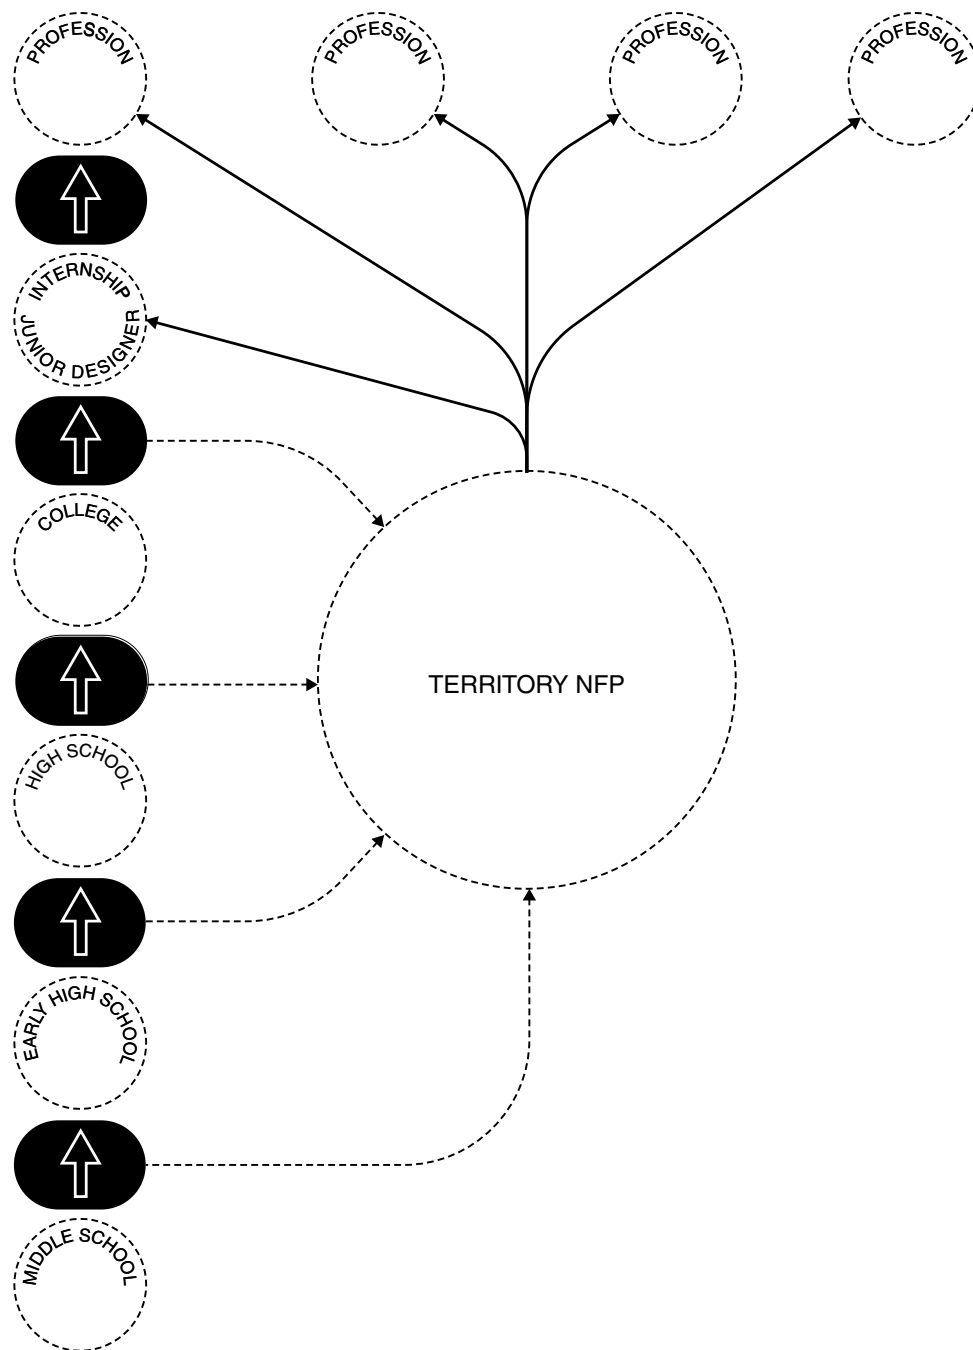 PROFESSION
PROFESSION
PROFESSION
PROFESSION
INTERNSHIP
JUNIOR DESIGNER
COLLEGE
TERRITORY NFP
HIGH SCHOOL
EARLY HIGH SCHOOL
MIDDLE SCHOOL